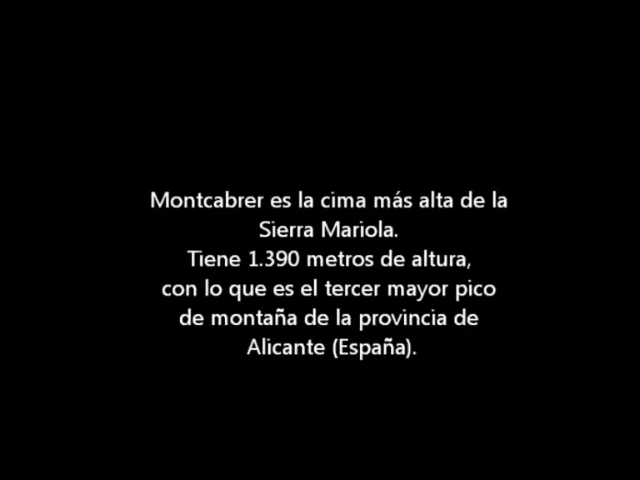 Montcabrer es la cima más alta de la
Sierra Mariola.
Tiene 1.390 metros de altura,
con lo que es el tercer mayor pico
de montaña de la provincia de
Alicante (España).